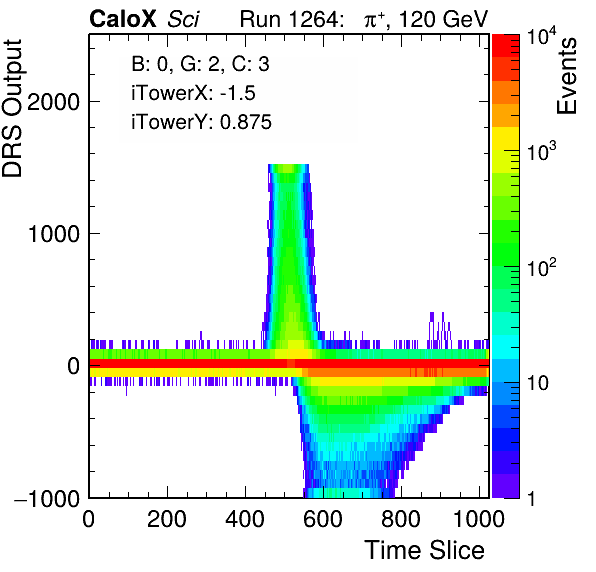 CaloX Sci Run 1264: π⁺, 120 GeV
B: 0, G: 2, C: 3
iTowerX: -1.5
iTowerY: 0.875
DRS Output
2000
1000
0
−1000
0 200 400 600 800 1000
Time Slice
Events
10⁴
10³
10²
10
1